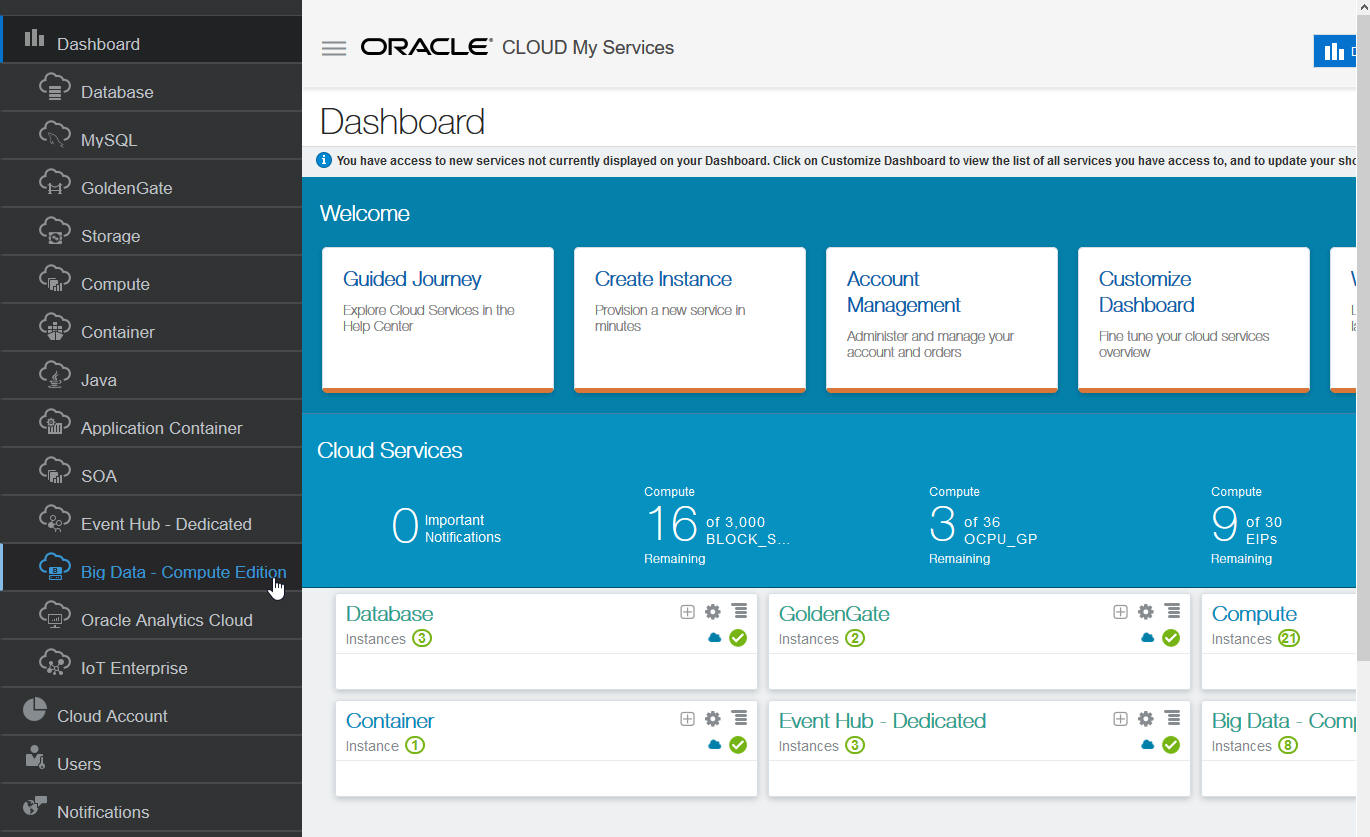 Dashboard
Database
MySQL
GoldenGate
Storage
Compute
Container
Java
Application Container
SOA
Event Hub - Dedicated
Big Data - Compute Edition
Oracle Analytics Cloud
IoT Enterprise
Cloud Account
Users
Notifications
ORACLE® CLOUD My Services
Dashboard
You have access to new services not currently displayed on your Dashboard. Click on Customize Dashboard to view the list of all services you have access to, and to update your
Welcome
Guided Journey
Explore Cloud Services in the
Help Center
Create Instance
Provision a new service in
minutes
Account
Management
Administer and manage your
account and orders
Customize
Dashboard
Fine tune your cloud services
overview
Cloud Services
0 Important
Notifications
Compute
16 of 3,000
BLOCK_S...
Remaining
Compute
3 of 36
OCPU_GP
Remaining
Compute
9 of 30
EIPs
Remaining
Database
Instances 3
GoldenGate
Instances 2
Compute
Instances 21
Container
Instance 1
Event Hub - Dedicated
Instances 3
Big Data - Comp
Instances 8